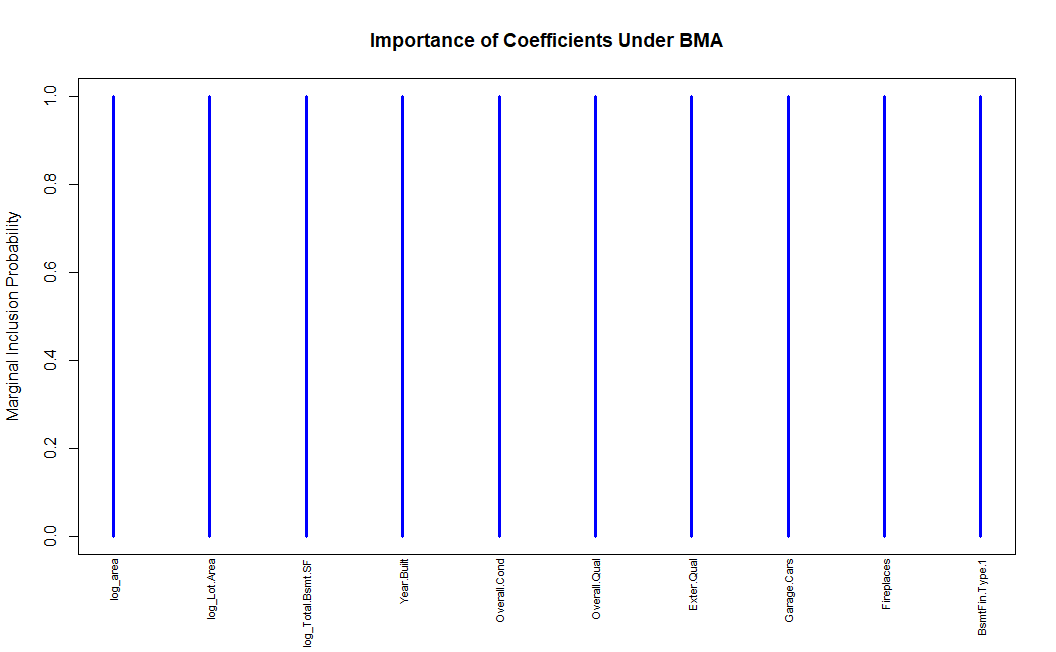 Importance of Coefficients Under BMA
Marginal Inclusion Probability
1.0
0.8
0.6
0.4
0.2
0.0
log_area
log_Lot.Area
log_Total.Bsmt.SF
Year.Built
Overall.Cond
Overall.Qual
Exter.Qual
Garage.Cars
Fireplaces
BsmtFin.Type.1